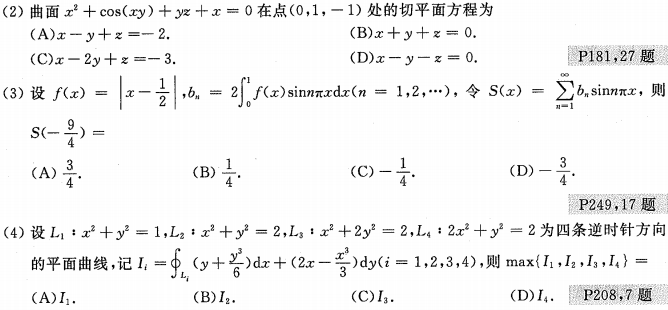 (2) 曲面 x² + cos(xy) + yz + x = 0 在点(0,1,－1) 处的切平面方程为
(A)x－y＋z＝－2. (B)x＋y＋z＝0.
(C)x－2y＋z＝－3. (D)x－y－z＝0. P181,27 题
(3) 设 f(x) = |x－1/2|, bₙ = 2∫₀¹ f(x)sin nπx dx(n = 1,2,⋯), 令 S(x) = ∑ₙ₌₁^∞ bₙ sin nπx, 则
S(－9/4) =
(A) 3/4. (B) 1/4. (C)－1/4. (D)－3/4.
P249,17 题
(4) 设 L₁：x²＋y²＝1,L₂：x²＋y²＝2,L₃：x²＋2y²＝2,L₄：2x²＋y²＝2 为四条逆时针方向
的平面曲线,记 Iᵢ = ∮_{Lᵢ} (y＋y³/6)dx＋(2x－x³/3)dy(i = 1,2,3,4),则 max{I₁,I₂,I₃,I₄} =
(A)I₁. (B)I₂. (C)I₃. (D)I₄. P208,7 题